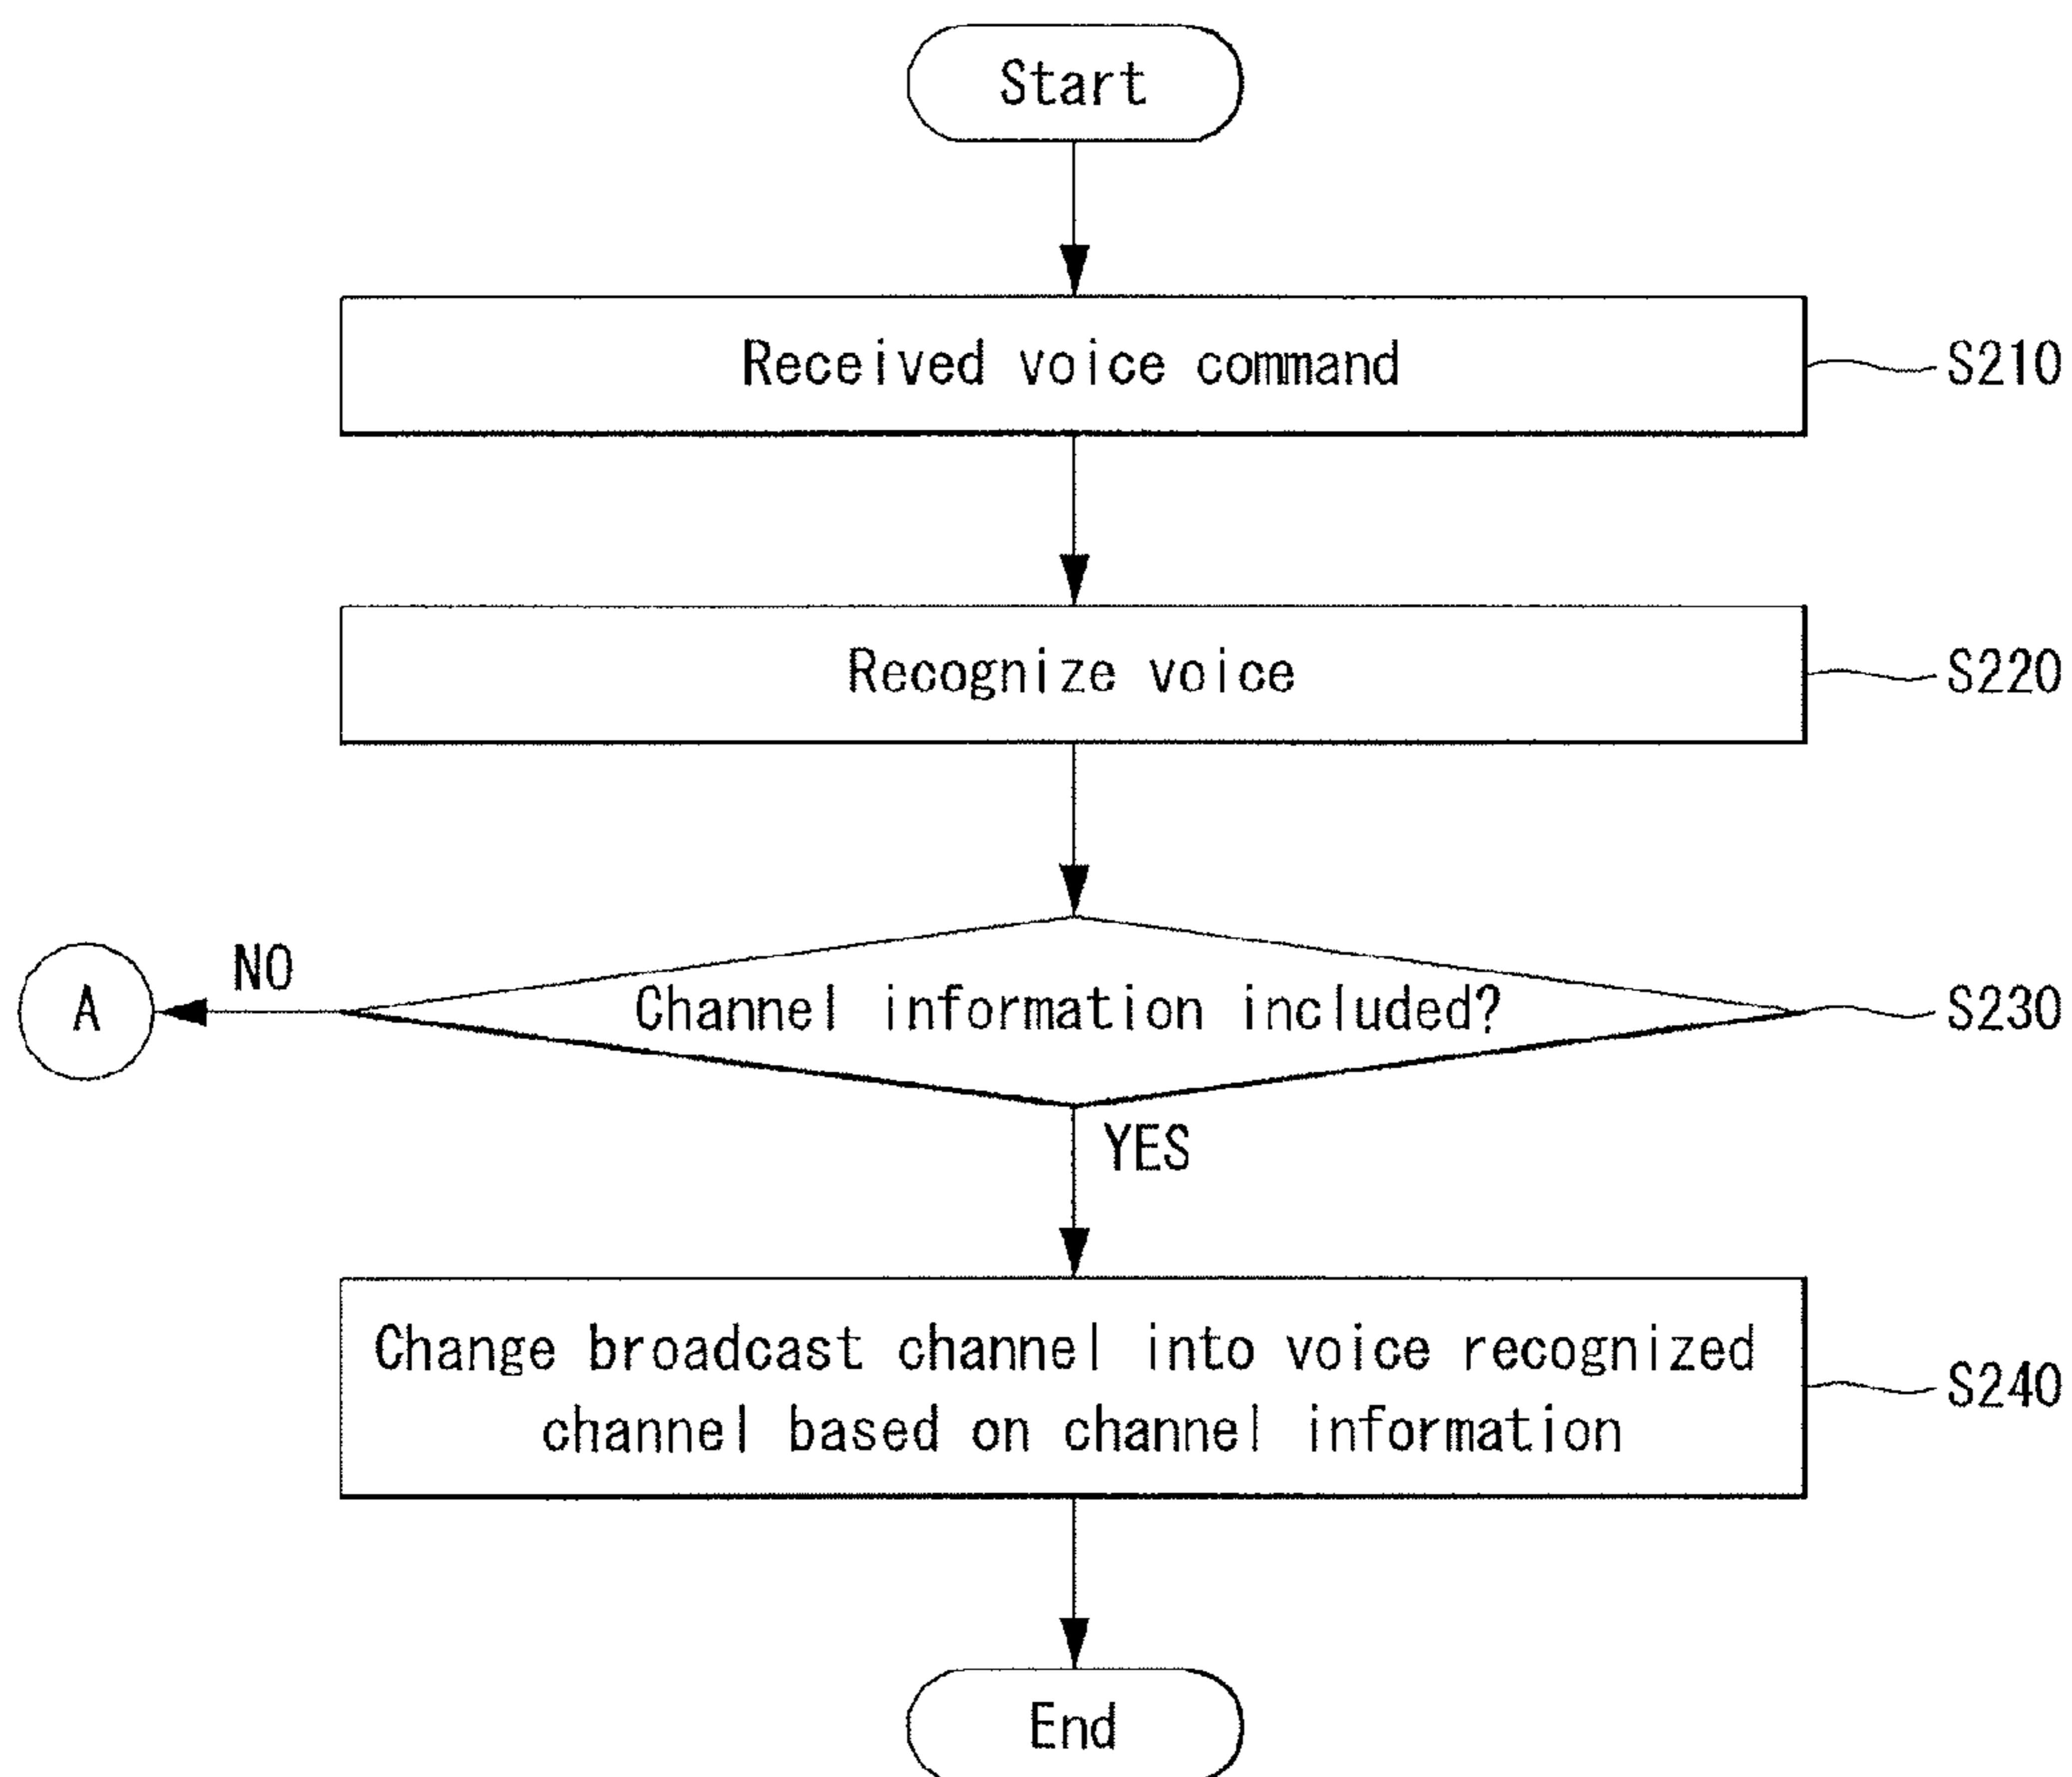 Start
Received voice command
S210
Recognize voice
S220
A
NO
Channel information included?
S230
YES
Change broadcast channel into voice recognized
channel based on channel information
S240
End